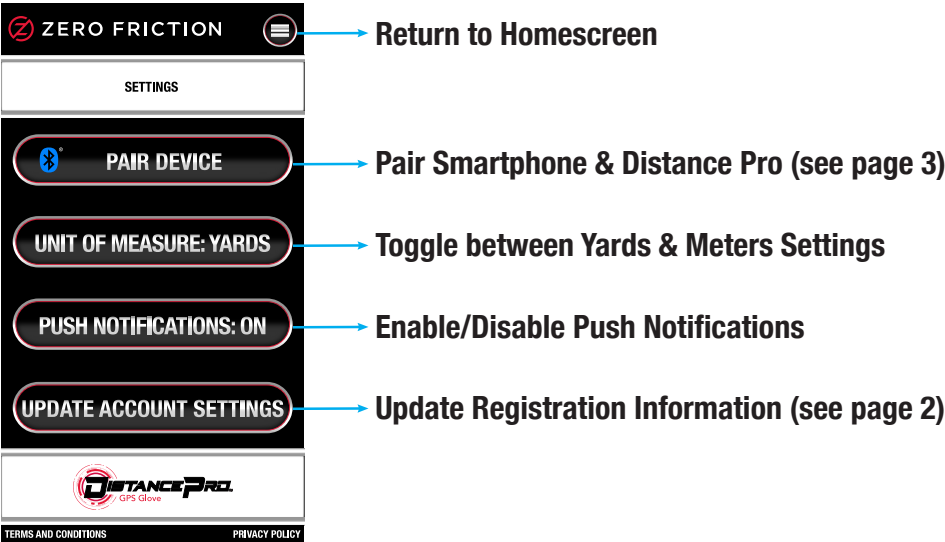 ZERO FRICTION
Return to Homescreen
SETTINGS
PAIR DEVICE
Pair Smartphone & Distance Pro (see page 3)
UNIT OF MEASURE: YARDS
Toggle between Yards & Meters Settings
PUSH NOTIFICATIONS: ON
Enable/Disable Push Notifications
UPDATE ACCOUNT SETTINGS
Update Registration Information (see page 2)
DISTANCEPRO.
GPS Glove
TERMS AND CONDITIONS
PRIVACY POLICY